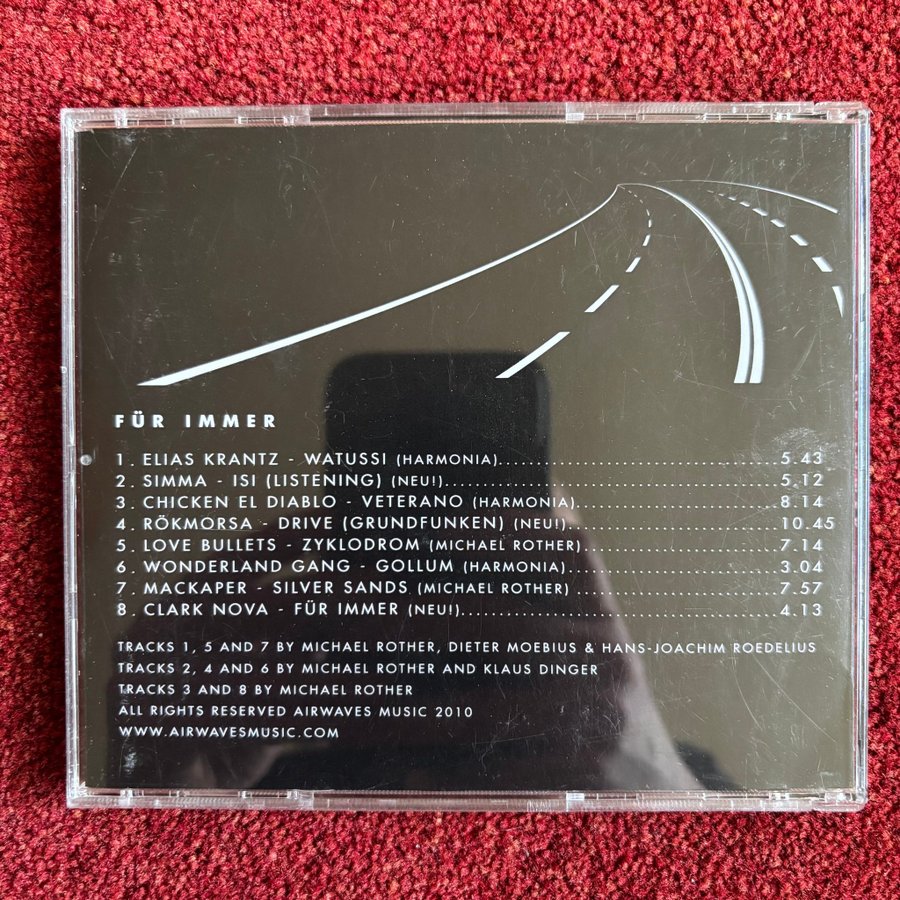 FÜR IMMER
1. ELIAS KRANTZ - WATUSSI (HARMONIA)..................................5.43
2. SIMMA - ISI (LISTENING) (NEU!)..........................................5.12
3. CHICKEN EL DIABLO - VETERANO (HARMONIA)........................8.14
4. RÖKMORSA - DRIVE (GRUNDFUNKEN) (NEU!)..........................10.45
5. LOVE BULLETS - ZYKLODROM (MICHAEL ROTHER)......................7.14
6. WONDERLAND GANG - GOLLUM (HARMONIA)..........................3.04
7. MACKAPER - SILVER SANDS (MICHAEL ROTHER)........................7.57
8. CLARK NOVA - FÜR IMMER (NEU!).......................................4.13
TRACKS 1, 5 AND 7 BY MICHAEL ROTHER, DIETER MOEBIUS & HANS-JOACHIM ROEDELIUS
TRACKS 2, 4 AND 6 BY MICHAEL ROTHER AND KLAUS DINGER
TRACKS 3 AND 8 BY MICHAEL ROTHER
ALL RIGHTS RESERVED AIRWAVES MUSIC 2010
WWW.AIRWAVESMUSIC.COM